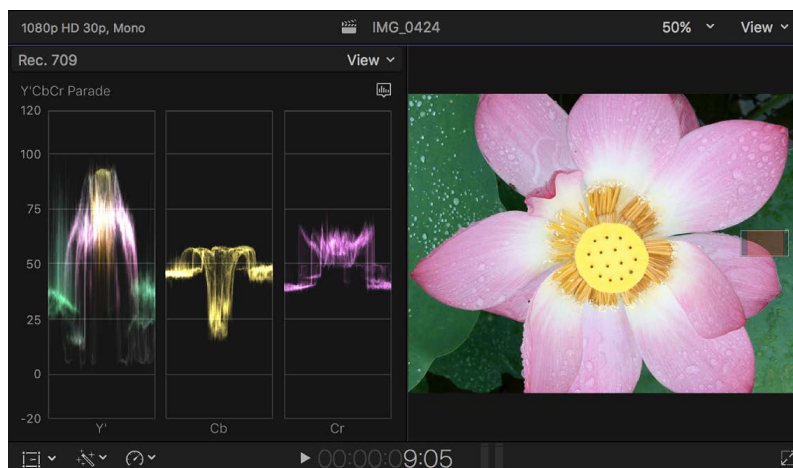 1080p HD 30p, Mono
IMG_0424
50%
View
Rec. 709
View
Y'CbCr Parade
120
100
75
50
25
0
-20
Y'
Cb
Cr
00:00:09:05